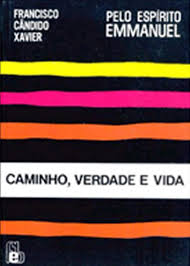 FRANCISCO
CÂNDIDO
XAVIER
PELO ESPÍRITO
EMMANUEL
CAMINHO, VERDADE E VIDA